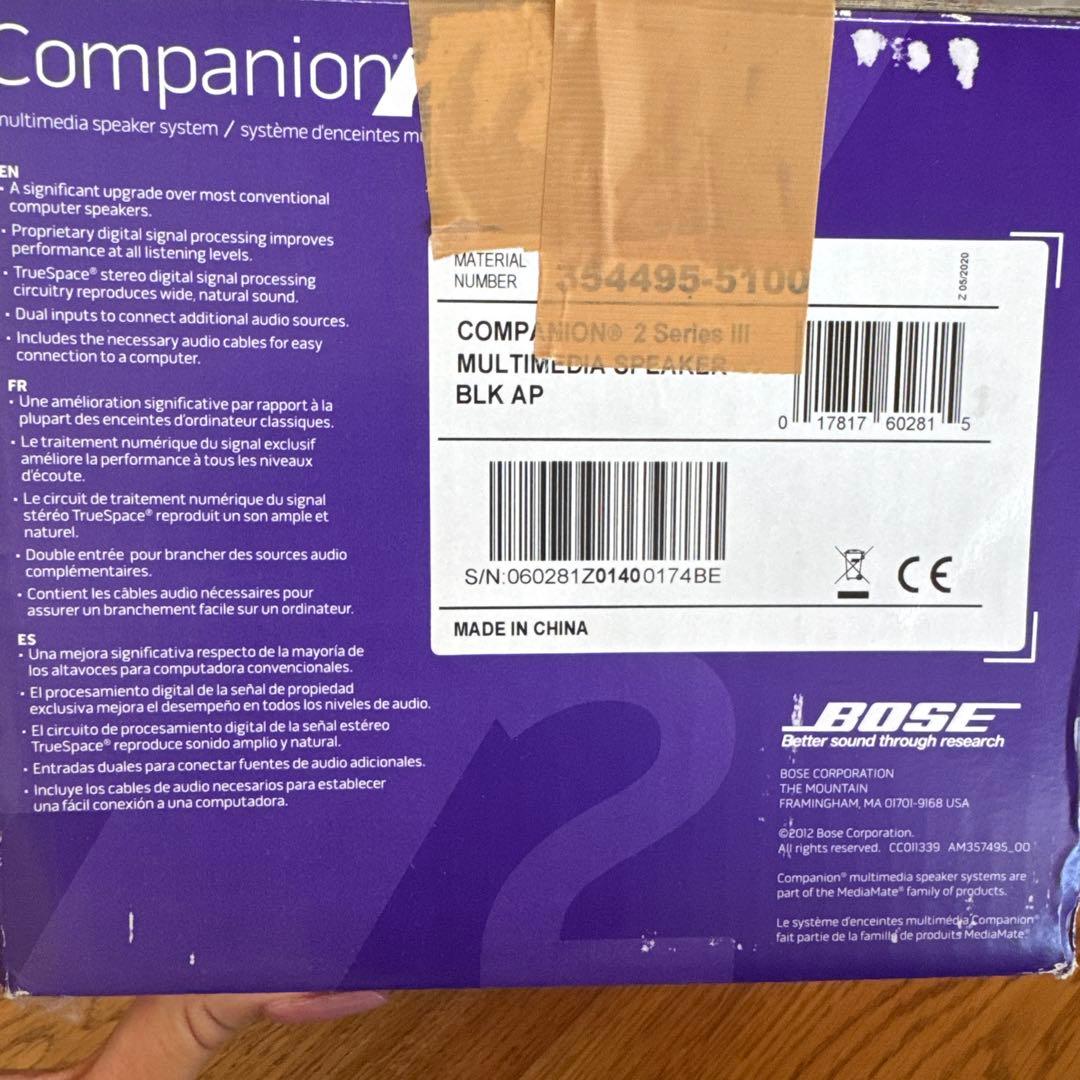 Companion
multimedia speaker system / système d'enceintes
EN
• A significant upgrade over most conventional
computer speakers.
• Proprietary digital signal processing improves
performance at all listening levels.
• TrueSpace® stereo digital signal processing
circuitry reproduces wide, natural sound.
• Dual inputs to connect additional audio sources.
• Includes the necessary audio cables for easy
connection to a computer.
FR
• Une amélioration significative par rapport à la
plupart des enceintes d'ordinateur classiques.
• Le traitement numérique du signal exclusif
améliore la performance à tous les niveaux
d'écoute.
• Le circuit de traitement numérique du signal
stéréo TrueSpace® reproduit un son ample et
naturel.
• Double entrée pour brancher des sources audio
complémentaires.
• Contient les câbles audio nécessaires pour
assurer un branchement facile sur un ordinateur.
ES
• Una mejora significativa respecto de la mayoría de
los altavoces para computadora convencionales.
• El procesamiento digital de la señal de propiedad
exclusiva mejora el desempeño en todos los niveles de audio.
• El circuito de procesamiento digital de la señal estéreo
TrueSpace® reproduce sonido amplio y natural.
• Entradas duales para conectar fuentes de audio adicionales.
• Incluye los cables de audio necesarios para establecer
una fácil conexión a una computadora.
MATERIAL
NUMBER
354495-5100
Z 05/2020
COMPANION® 2 Series III
MULTIMEDIA SPEAKER
BLK AP
0 17817 60281 5
S/N:060281Z01400174BE
CE
MADE IN CHINA
2
BOSE
Better sound through research
BOSE CORPORATION
THE MOUNTAIN
FRAMINGHAM, MA 01701-9168 USA
©2012 Bose Corporation.
All rights reserved. CC011339 AM357495_00
Companion® multimedia speaker systems are
part of the MediaMate® family of products.
Le système d'enceintes multimédia Companion®
fait partie de la famille de produits MediaMate.®